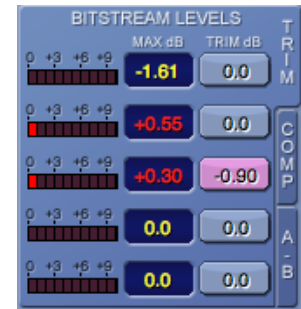 BITSTREAM LEVELS
MAX dB TRIM dB
0 +3 +6 +9 -1.61 0.0
0 +3 +6 +9 +0.55 0.0
0 +3 +6 +9 +0.30 -0.90
0 +3 +6 +9 0.0 0.0
0 +3 +6 +9 0.0 0.0
TRIM
COMP
A-B